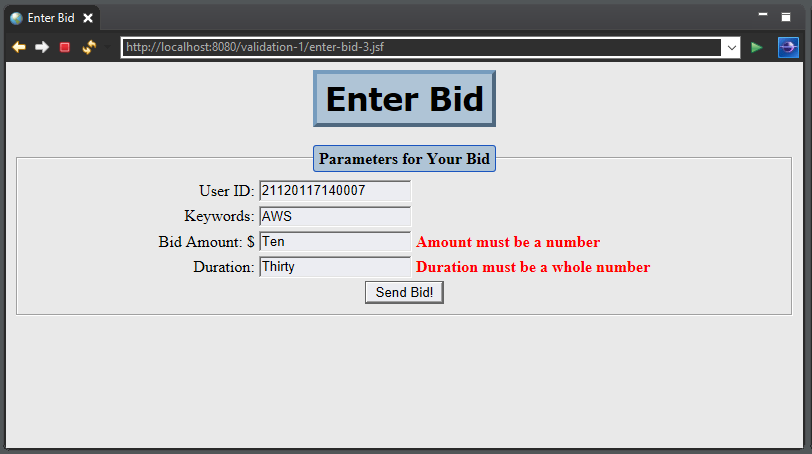 Enter Bid
http://localhost:8080/validation-1/enter-bid-3.jsf
Enter Bid
Parameters for Your Bid
User ID: 21120117140007
Keywords: AWS
Bid Amount: $ Ten Amount must be a number
Duration: Thirty Duration must be a whole number
Send Bid!